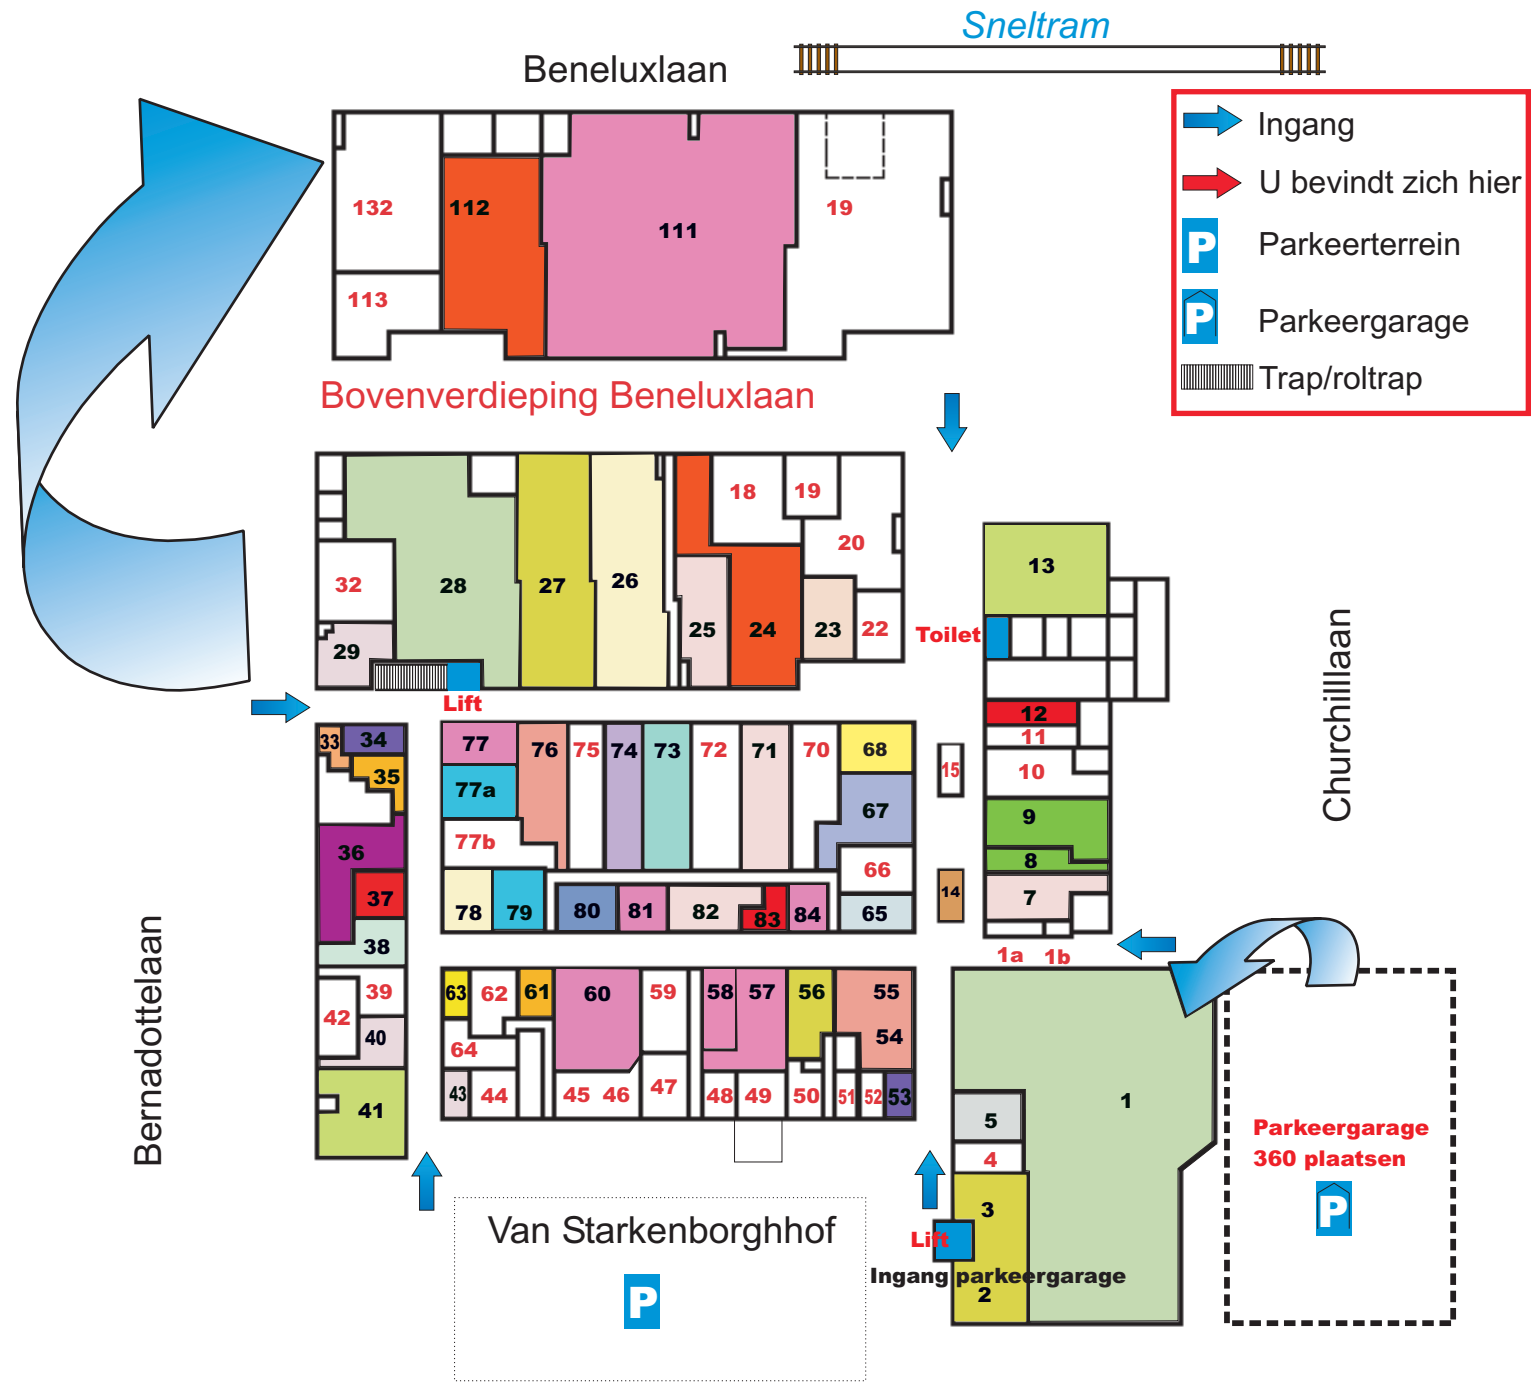 Sneltram
Beneluxlaan
Ingang
U bevindt zich hier
P Parkeerterrein
P Parkeergarage
Trap/roltrap
132 112 111 19
113
Bovenverdieping Beneluxlaan
18 19
20
32 28 27 26
29 25 24 23 22
Toilet
13
Lift
Churchilllaan
12
11
10
9
8
7
1a 1b
15
14
33 34
35
36
37
38
39
42
40
41
77 76 75 74 73 72 71 70 68
77a 67
77b 66
78 79 80 81 82 83 84 65
63 62 61 60 59 58 57 56 55
54
64
43 44 45 46 47 48 49 50 51 52 53
Bernadottelaan
1
5
4
3
Lift
Ingang parkeergarage
2
Parkeergarage
360 plaatsen
P
Van Starkenborghhof
P